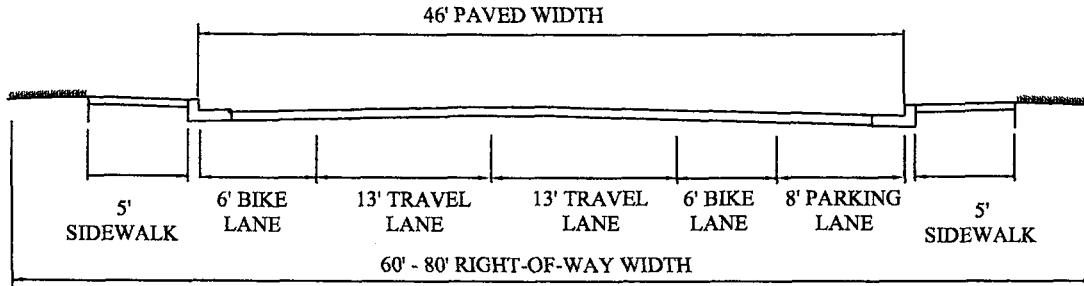 46' PAVED WIDTH
5'
SIDEWALK
6' BIKE
LANE
13' TRAVEL
LANE
13' TRAVEL
LANE
6' BIKE
LANE
8' PARKING
LANE
5'
SIDEWALK
60' - 80' RIGHT-OF-WAY WIDTH